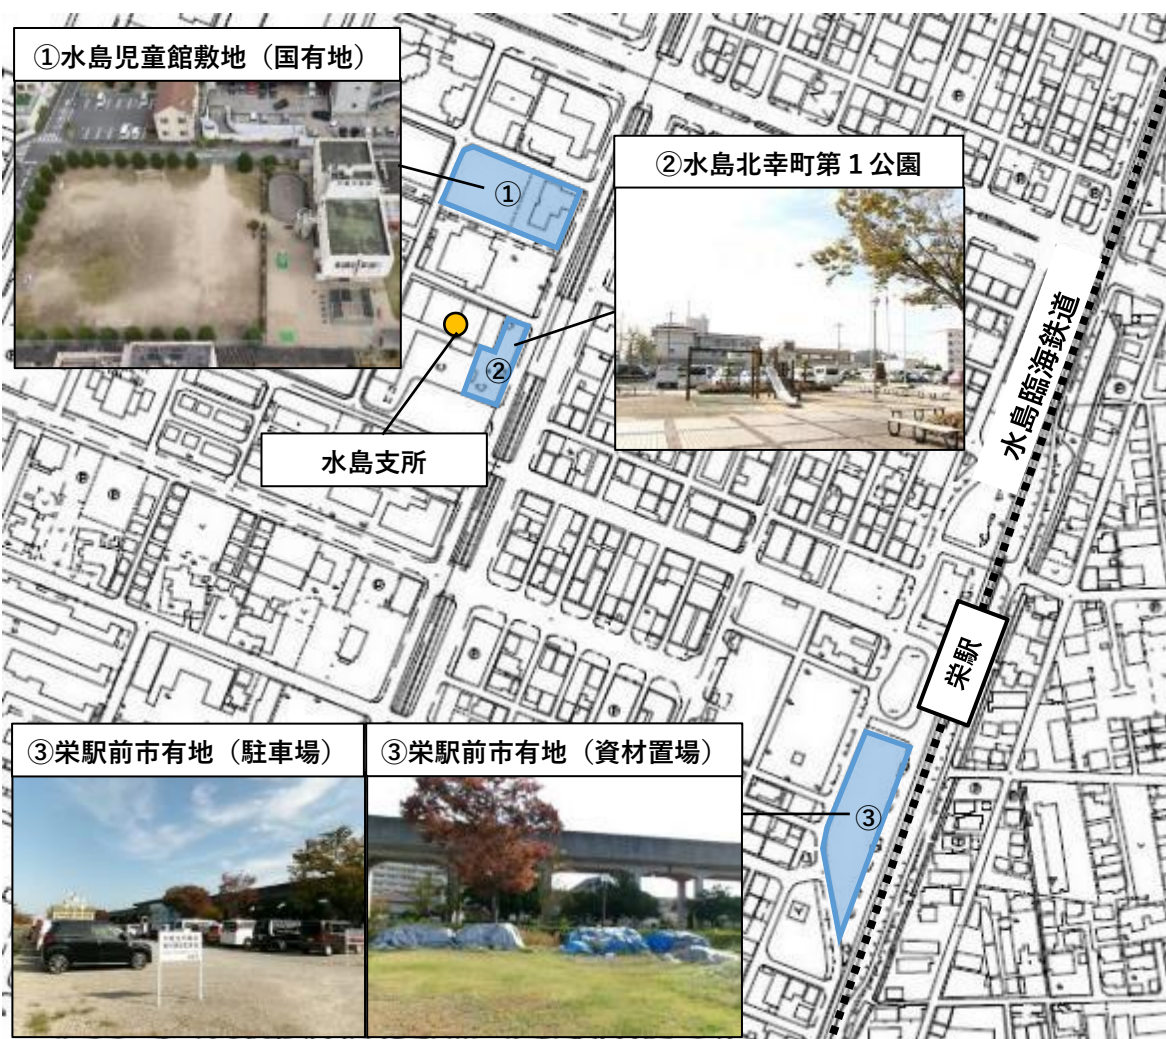 ①水島児童館敷地（国有地）
①
②水島北幸町第１公園
②
水島支所
水島臨海鉄道
栄駅
③栄駅前市有地（駐車場）
③栄駅前市有地（資材置場）
③